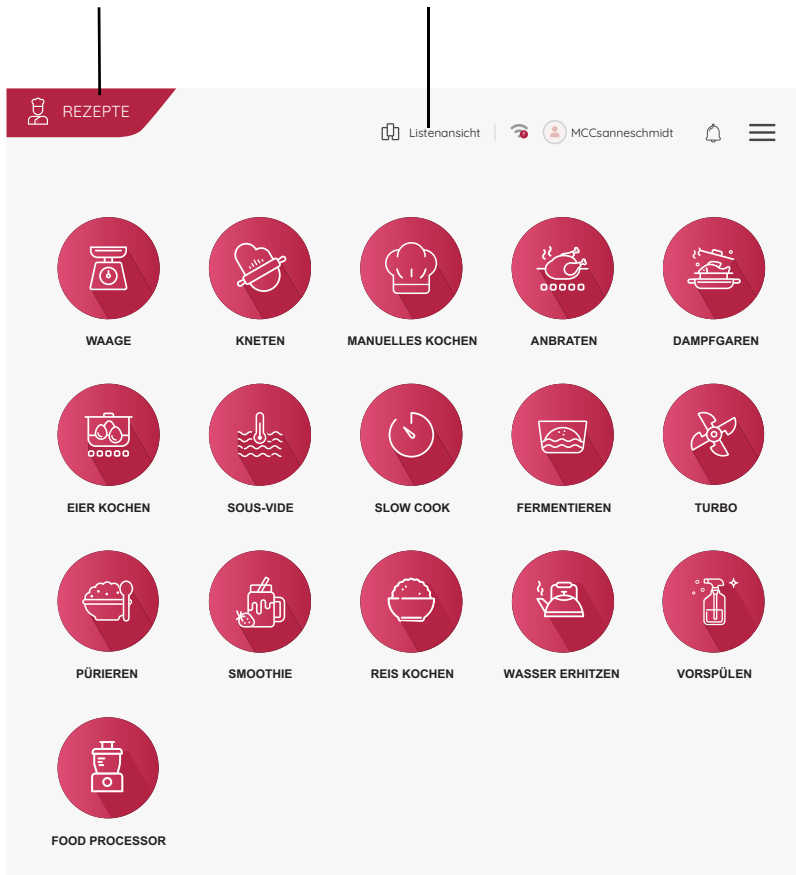 REZEPTE
Listenansicht MCCsanneschmidt
WAAGE KNETEN MANUELLES KOCHEN ANBRATEN DAMPFGAREN
EIER KOCHEN SOUS-VIDE SLOW COOK FERMENTIEREN TURBO
PÜRIEREN SMOOTHIE REIS KOCHEN WASSER ERHITZEN VORSPÜLEN
FOOD PROCESSOR